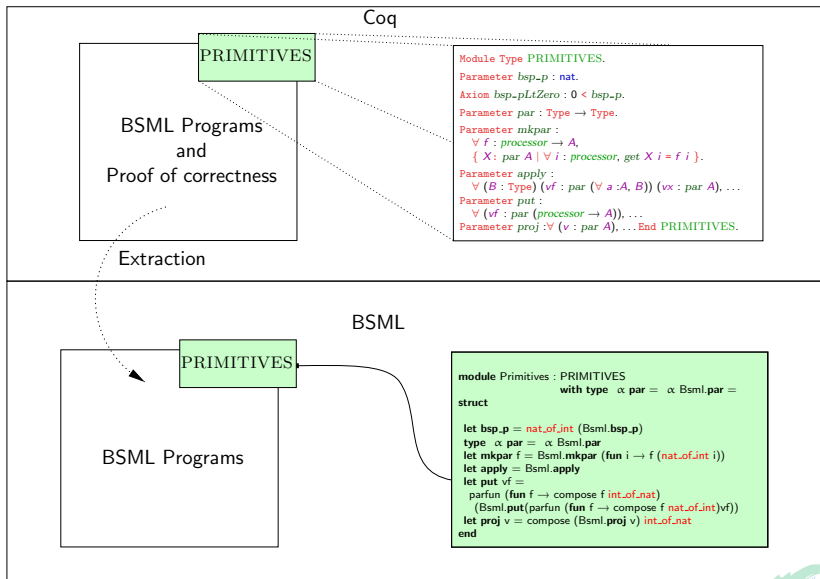 Coq
PRIMITIVES
BSML Programs
and
Proof of correctness
Module Type PRIMITIVES.
Parameter bsp_p : nat.
Axiom bsp_pLtZero : 0 < bsp_p.
Parameter par : Type → Type.
Parameter mkpar :
∀ f : processor → A,
{ X : par A | ∀ i : processor, get X i = f i }.
Parameter apply :
∀ (B : Type) (vf : par (∀ a :A, B)) (vx : par A), ...
Parameter put :
∀ (vf : par (processor → A)), ...
Parameter proj :∀ (v : par A), ... End PRIMITIVES.
Extraction
BSML
PRIMITIVES
BSML Programs
module Primitives : PRIMITIVES
with type α par = α Bsml.par =
struct
let bsp_p = nat_of_int (Bsml.bsp_p)
type α par = α Bsml.par
let mkpar f = Bsml.mkpar (fun i → f (nat_of_int i))
let apply = Bsml.apply
let put vf =
parfun (fun f → compose f int_of_nat)
(Bsml.put(parfun (fun f → compose f nat_of_int)vf))
let proj v = compose (Bsml.proj v) int_of_nat
end